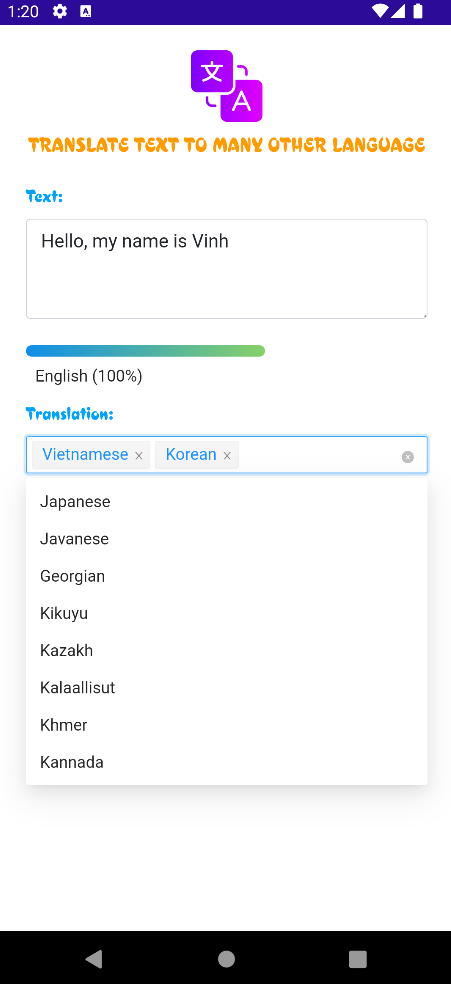 1:20
文
A
TRANSLATE TEXT TO MANY OTHER LANGUAGE
Text:
Hello, my name is Vinh
English (100%)
Translation:
Vietnamese × Korean ×
Japanese
Javanese
Georgian
Kikuyu
Kazakh
Kalaallisut
Khmer
Kannada